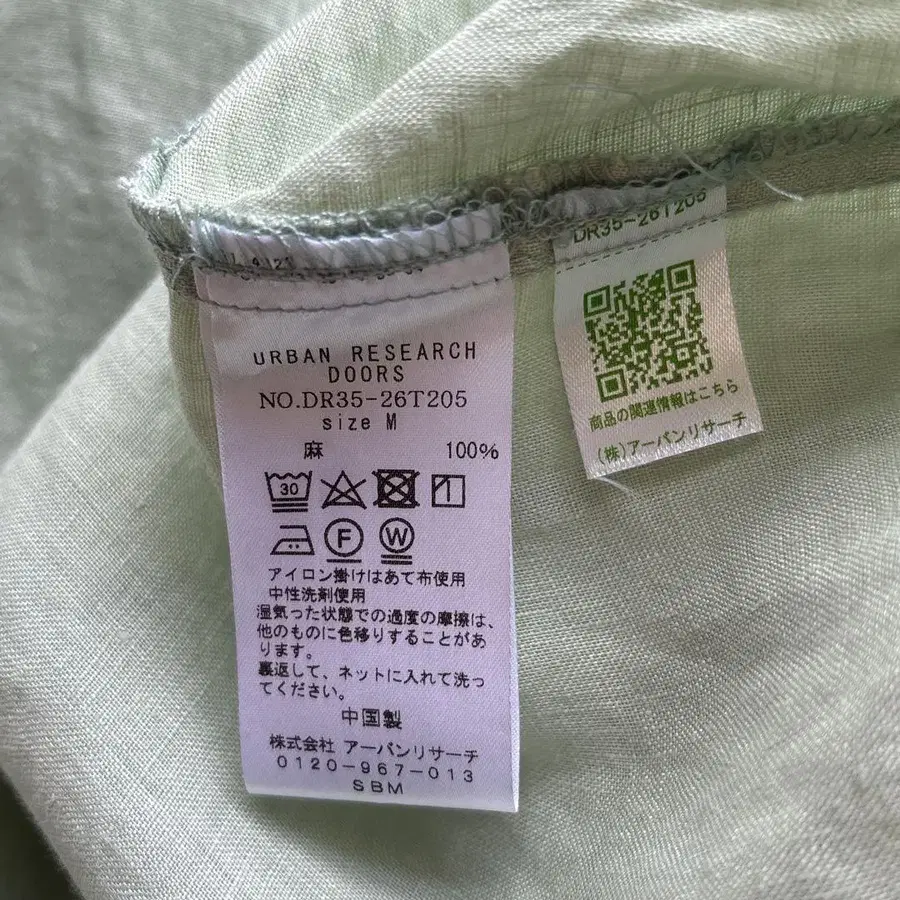 URBAN RESEARCH
DOORS
NO.DR35-26T205
size M
麻 100%
30
F W
アイロン掛けはあて布使用
中性洗剤使用
湿気った状態での過度の摩擦は、
他のものに色移りすることがあ
ります。
裏返して、ネットに入れて洗っ
てください。
中国製
株式会社 アーバンリサーチ
0120-967-013
SBM
DR35-26T205
商品の関連情報はこちら
(株)アーバンリサーチ